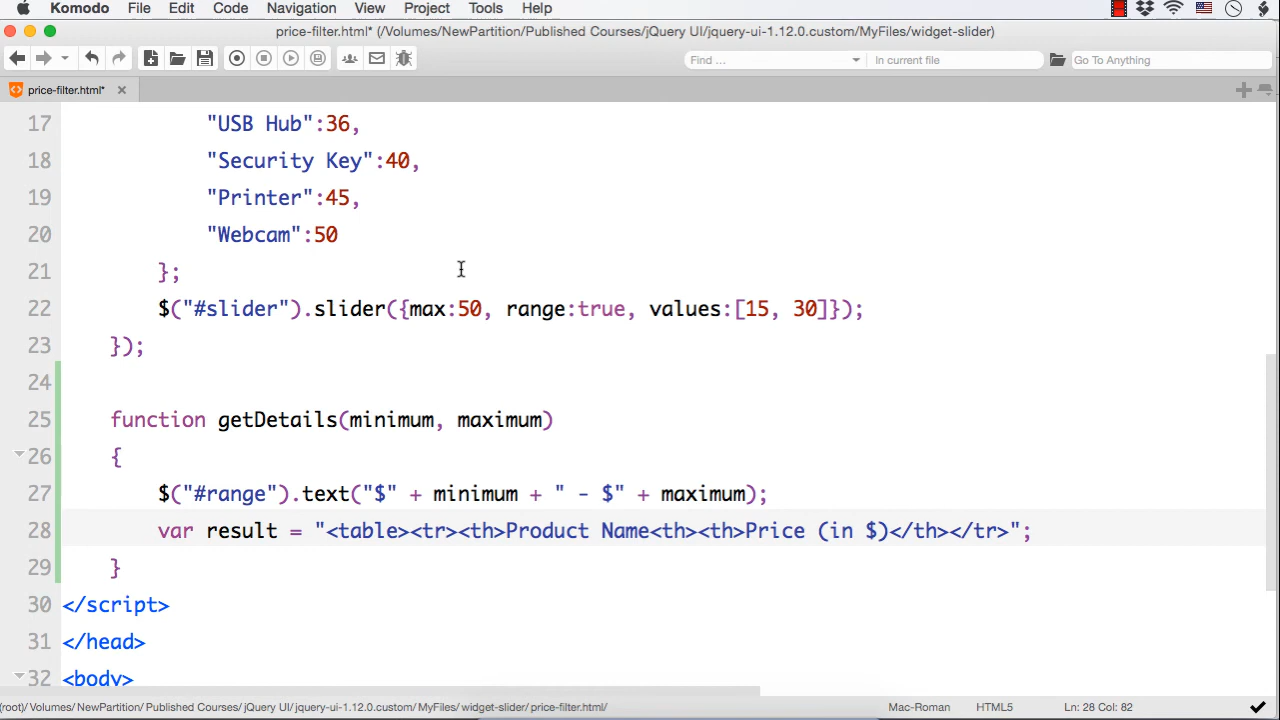 Komodo File Edit Code Navigation View Project Tools Help
price-filter.html* (/Volumes/NewPartition/Published Courses/jQuery UI/jquery-ui-1.12.0.custom/MyFiles/widget-slider)
Find ... In current file Go To Anything
price-filter.html*
17 "USB Hub":36,
18 "Security Key":40,
19 "Printer":45,
20 "Webcam":50
21 };
22 $("#slider").slider({max:50, range:true, values:[15, 30]});
23 });
24
25 function getDetails(minimum, maximum)
26 {
27 $("#range").text("$" + minimum + " - $" + maximum);
28 var result = "<table><tr><th>Product Name<th><th>Price (in $)</th></tr>";
29 }
30 </script>
31 </head>
32 <body>
(root)/ Volumes/ NewPartition/ Published Courses/ jQuery UI/ jquery-ui-1.12.0.custom/ MyFiles/ widget-slider/ price-filter.html/ Mac-Roman HTML5 Ln: 28 Col: 82